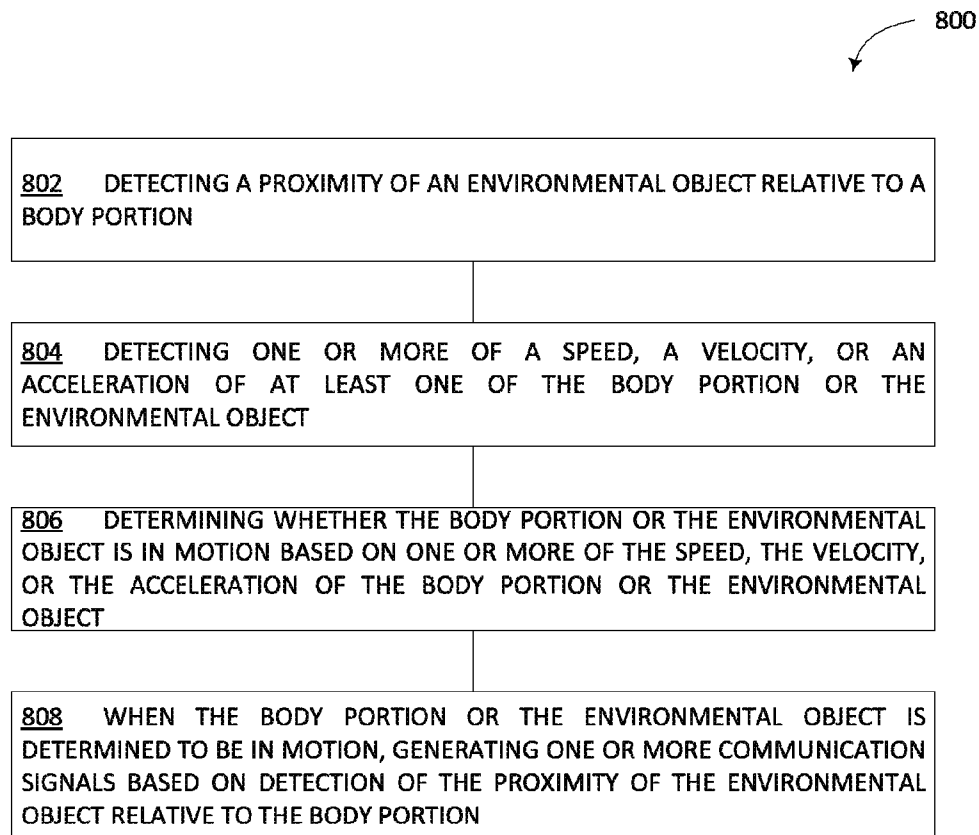 800
802 DETECTING A PROXIMITY OF AN ENVIRONMENTAL OBJECT RELATIVE TO A
BODY PORTION
804 DETECTING ONE OR MORE OF A SPEED, A VELOCITY, OR AN
ACCELERATION OF AT LEAST ONE OF THE BODY PORTION OR THE
ENVIRONMENTAL OBJECT
806 DETERMINING WHETHER THE BODY PORTION OR THE ENVIRONMENTAL
OBJECT IS IN MOTION BASED ON ONE OR MORE OF THE SPEED, THE VELOCITY,
OR THE ACCELERATION OF THE BODY PORTION OR THE ENVIRONMENTAL
OBJECT
808 WHEN THE BODY PORTION OR THE ENVIRONMENTAL OBJECT IS
DETERMINED TO BE IN MOTION, GENERATING ONE OR MORE COMMUNICATION
SIGNALS BASED ON DETECTION OF THE PROXIMITY OF THE ENVIRONMENTAL
OBJECT RELATIVE TO THE BODY PORTION